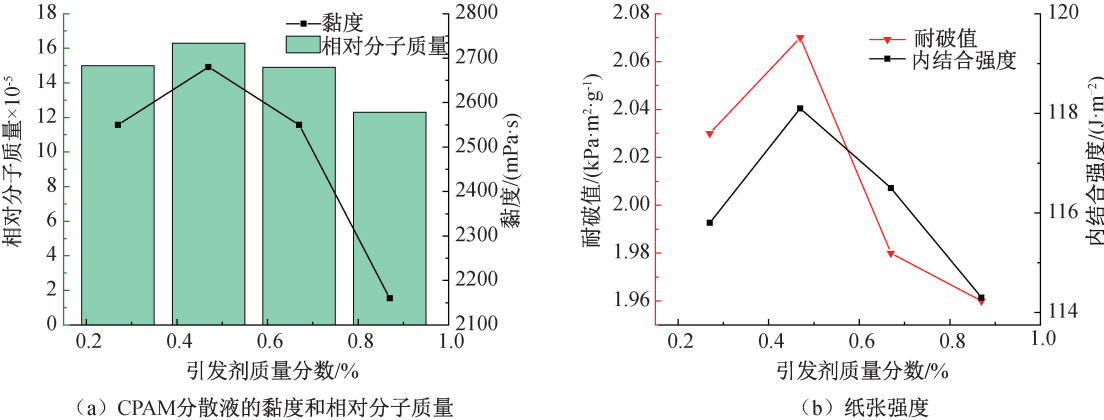 相对分子质量×10-5
18
16
14
12
10
8
6
4
2
0
黏度
相对分子质量
2800
2700
2600
2500
2400
2300
2200
2100
黏度/(mPa·s)
0.2 0.4 0.6 0.8 1.0
引发剂质量分数/%
（a）CPAM分散液的黏度和相对分子质量
耐破值/(kPa·m2·g-1)
2.08
2.06
2.04
2.02
2.00
1.98
1.96
耐破值
内结合强度
120
118
116
114
内结合强度/(J·m-2)
0.2 0.4 0.6 0.8 1.0
引发剂质量分数/%
（b）纸张强度